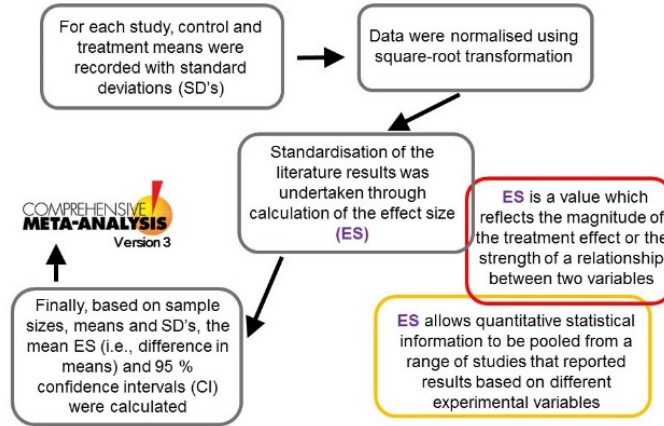 For each study, control and
treatment means were
recorded with standard
deviations (SD's)
Data were normalised using
square-root transformation
Standardisation of the
literature results was
undertaken through
calculation of the effect size
(ES)
ES is a value which
reflects the magnitude of
the treatment effect or the
strength of a relationship
between two variables
COMPREHENSIVE
META-ANALYSIS
Version 3
Finally, based on sample
sizes, means and SD's, the
mean ES (i.e., difference in
means) and 95 %
confidence intervals (CI)
were calculated
ES allows quantitative statistical
information to be pooled from a
range of studies that reported
results based on different
experimental variables